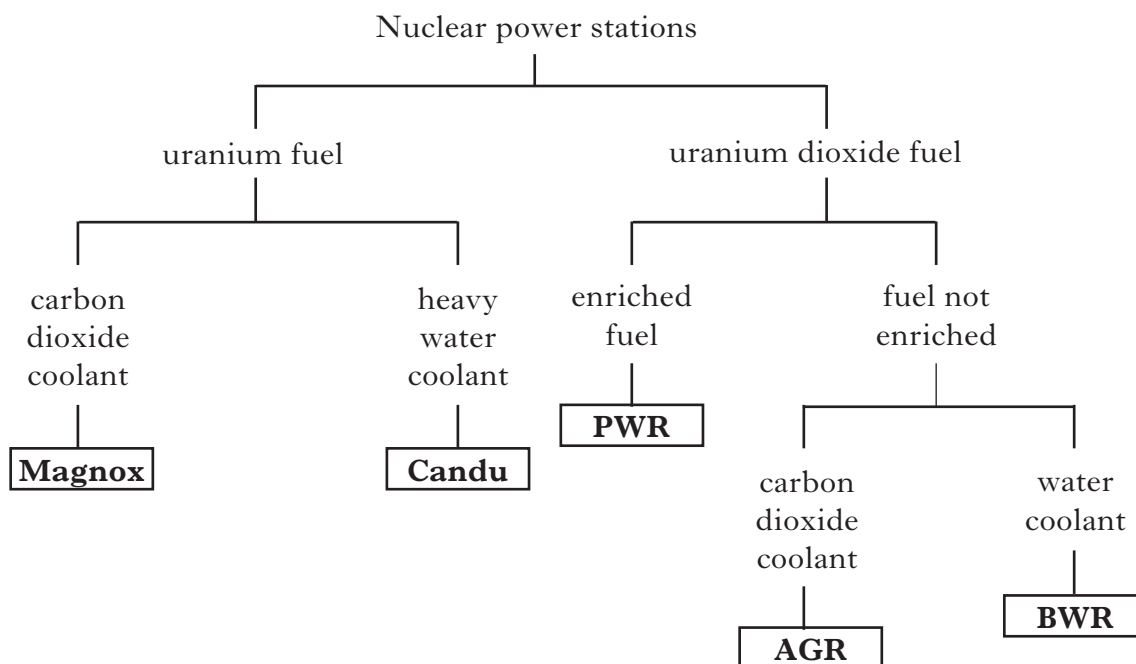 Nuclear power stations
uranium fuel
uranium dioxide fuel
carbon
dioxide
coolant
Magnox
heavy
water
coolant
Candu
enriched
fuel
PWR
fuel not
enriched
carbon
dioxide
coolant
AGR
water
coolant
BWR